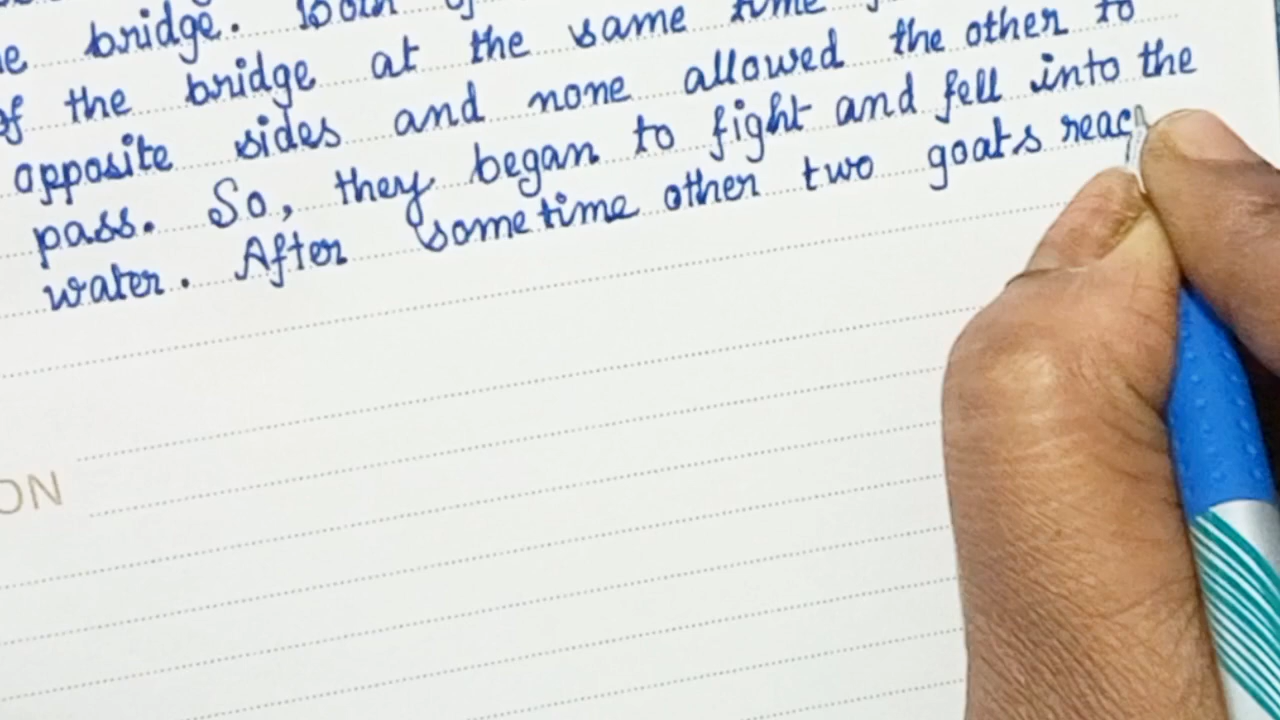 bridge.
of the bridge at the same time
opposite sides and none allowed the other to
pass. So, they began to fight and fell into the
water. After sometime other two goats reach
ON